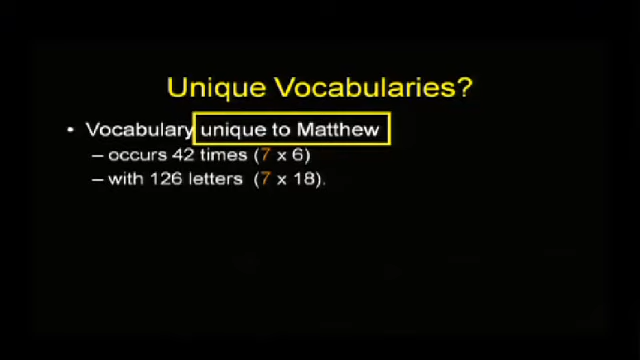 Unique Vocabularies?
• Vocabulary unique to Matthew
– occurs 42 times (7 x 6)
– with 126 letters (7 x 18).